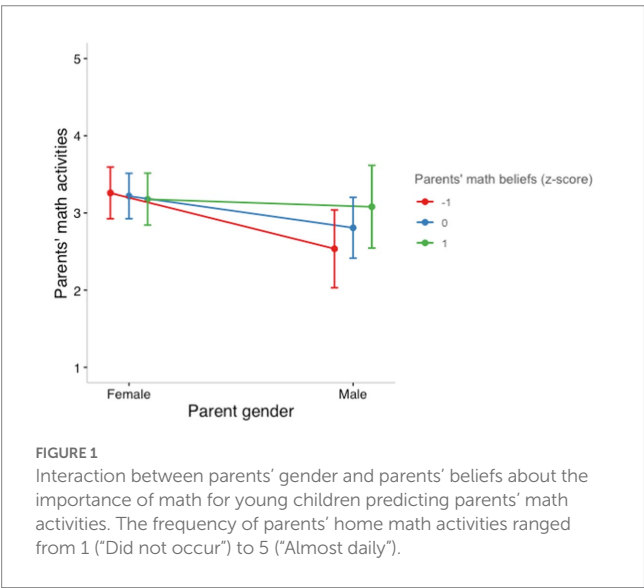 5
4
3
2
1
Parents' math activities
Female
Male
Parent gender
Parents' math beliefs (z-score)
-1
0
1
FIGURE 1
Interaction between parents’ gender and parents’ beliefs about the
importance of math for young children predicting parents’ math
activities. The frequency of parents’ home math activities ranged
from 1 (“Did not occur”) to 5 (“Almost daily”).